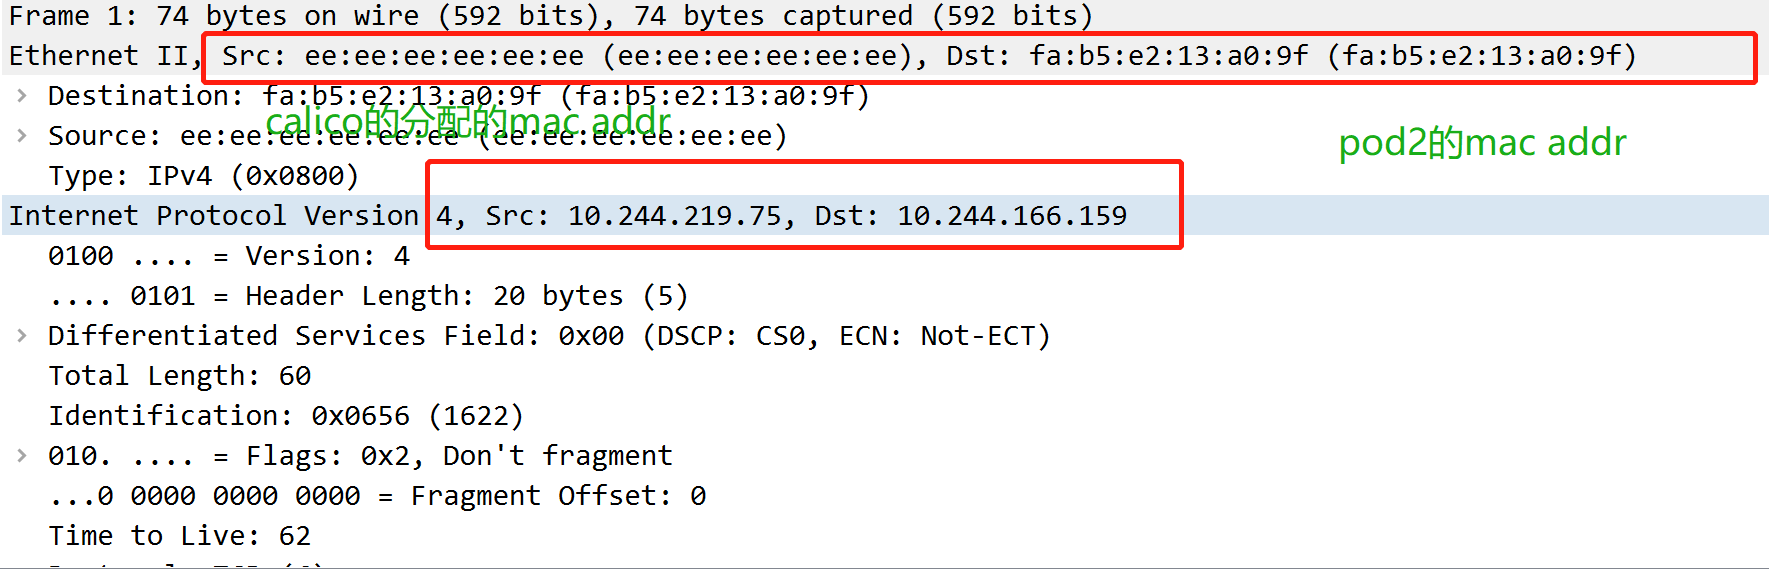 Frame 1: 74 bytes on wire (592 bits), 74 bytes captured (592 bits)
Ethernet II, Src: ee:ee:ee:ee:ee:ee (ee:ee:ee:ee:ee:ee), Dst: fa:b5:e2:13:a0:9f (fa:b5:e2:13:a0:9f)
Destination: fa:b5:e2:13:a0:9f (fa:b5:e2:13:a0:9f)
calico的分配的mac addr
Source: ee:ee:ee:ee:ee:ee (ee:ee:ee:ee:ee:ee)
pod2的mac addr
Type: IPv4 (0x0800)
Internet Protocol Version 4, Src: 10.244.219.75, Dst: 10.244.166.159
0100 .... = Version: 4
.... 0101 = Header Length: 20 bytes (5)
Differentiated Services Field: 0x00 (DSCP: CS0, ECN: Not-ECT)
Total Length: 60
Identification: 0x0656 (1622)
010. .... = Flags: 0x2, Don't fragment
...0 0000 0000 0000 = Fragment Offset: 0
Time to Live: 62